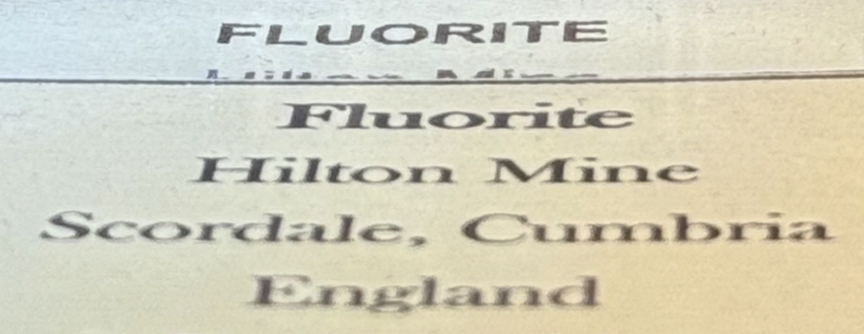 FLUORITE
Fluorite
Hilton Mine
Scordale, Cumbria
England